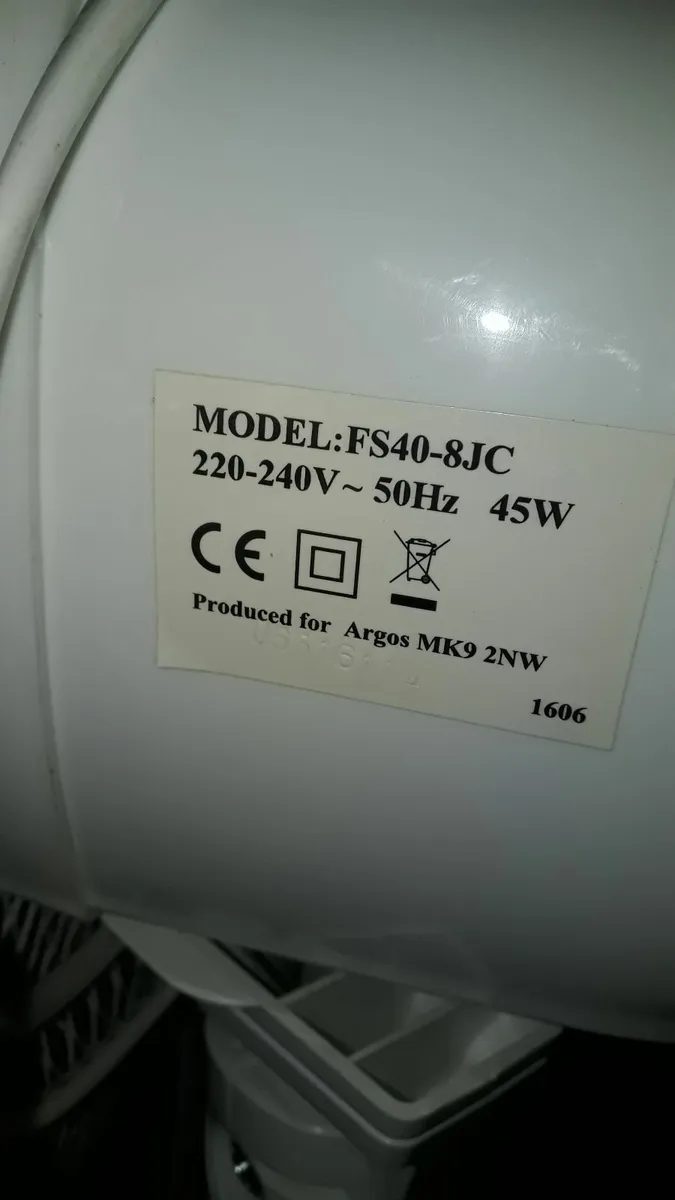 MODEL:FS40-8JC
220-240V~ 50Hz 45W
CE
Produced for Argos MK9 2NW
1606